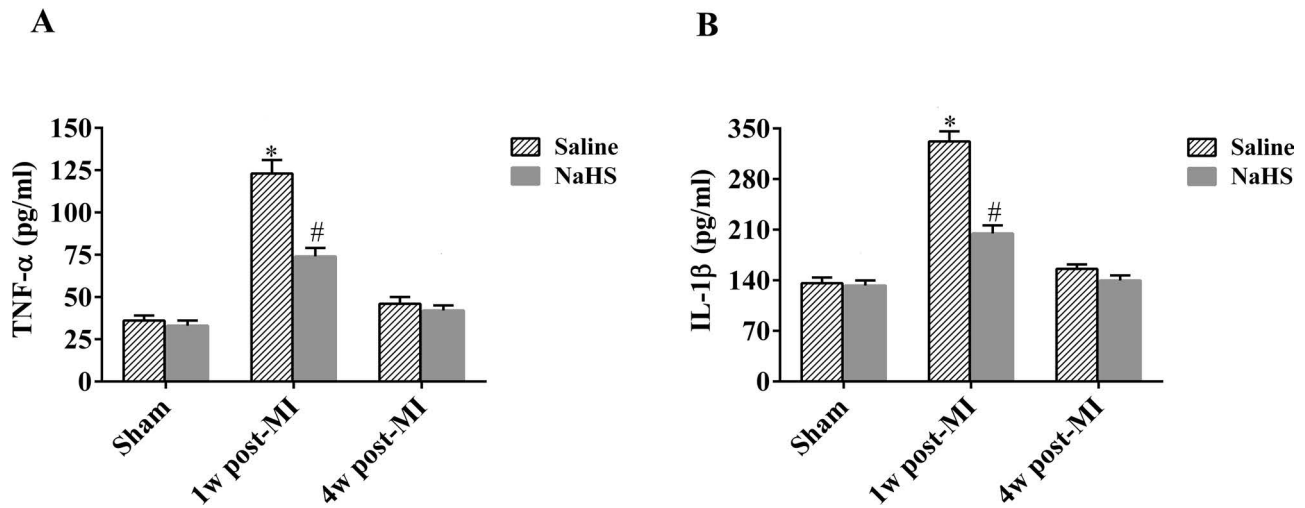 A
TNF-α (pg/ml)
150
125
100
75
50
25
0
*
#
Saline
NaHS
Sham
1w post-MI
4w post-MI
B
IL-1β (pg/ml)
350
280
210
140
70
0
*
#
Saline
NaHS
Sham
1w post-MI
4w post-MI